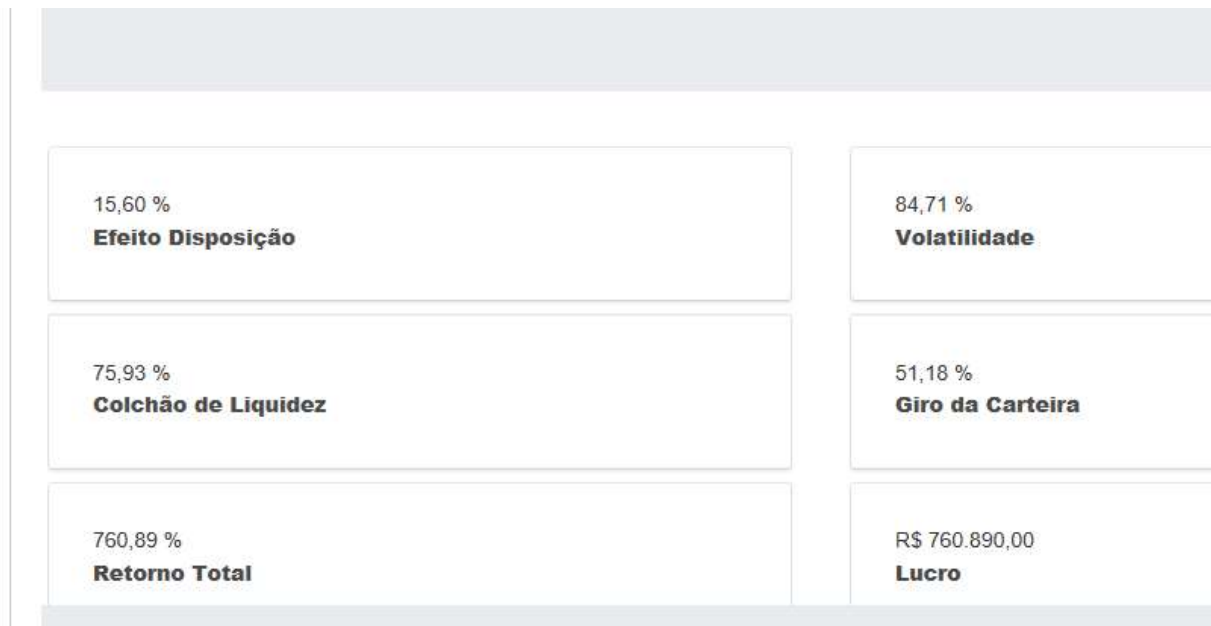 15,60 %
Efeito Disposição
84,71 %
Volatilidade
75,93 %
Colchão de Liquidez
51,18 %
Giro da Carteira
760,89 %
Retorno Total
R$ 760.890,00
Lucro